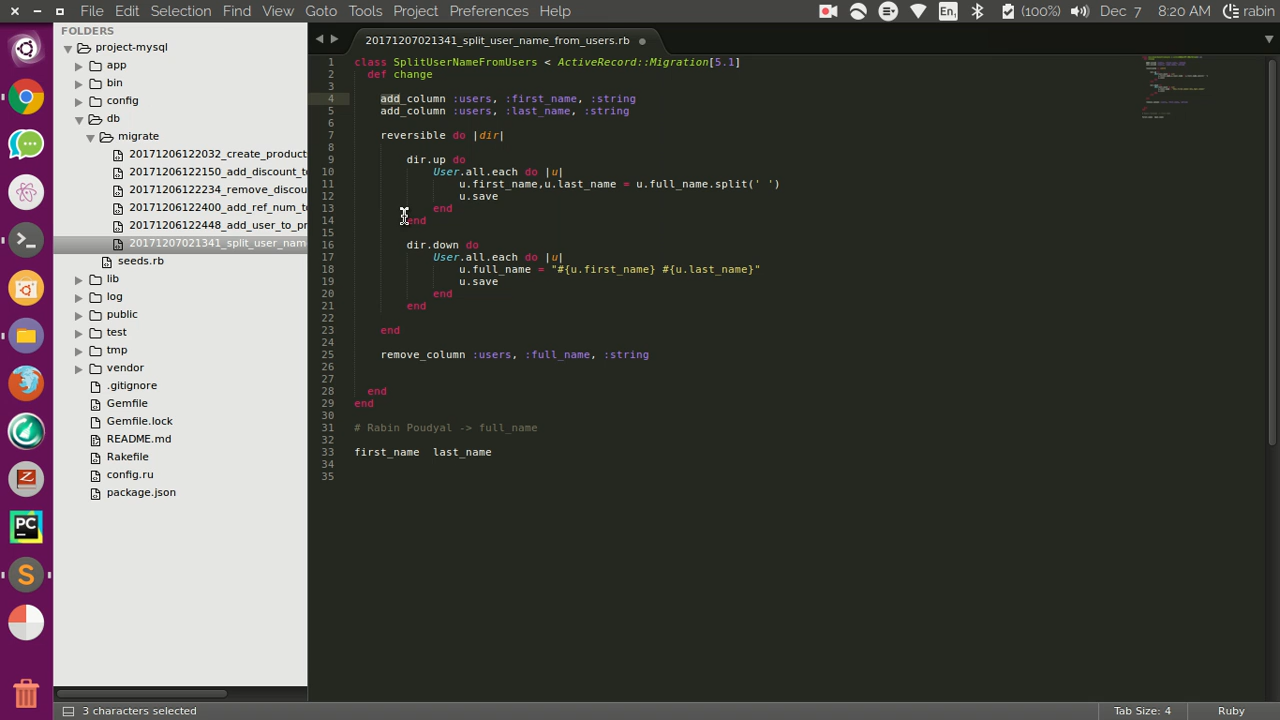 File Edit Selection Find View Goto Tools Project Preferences Help
En1 (100%) Dec 7 8:20 AM rabin
FOLDERS
project-mysql
app
bin
config
db
migrate
20171206122032_create_product
20171206122150_add_discount_to
20171206122234_remove_discou
20171206122400_add_ref_num_to
20171206122448_add_user_to_pr
20171207021341_split_user_nam
seeds.rb
lib
log
public
test
tmp
vendor
.gitignore
Gemfile
Gemfile.lock
README.md
Rakefile
config.ru
package.json
20171207021341_split_user_name_from_users.rb
1 class SplitUserNameFromUsers < ActiveRecord::Migration[5.1]
2 def change
3
4 add_column :users, :first_name, :string
5 add_column :users, :last_name, :string
6
7 reversible do |dir|
8
9 dir.up do
10 User.all.each do |u|
11 u.first_name,u.last_name = u.full_name.split(' ')
12 u.save
13 end
14 end
15
16 dir.down do
17 User.all.each do |u|
18 u.full_name = "#{u.first_name} #{u.last_name}"
19 u.save
20 end
21 end
22
23 end
24
25 remove_column :users, :full_name, :string
26
27
28 end
29 end
30
31 # Rabin Poudyal -> full_name
32
33 first_name last_name
34
35
PC
S
3 characters selected
Tab Size: 4
Ruby